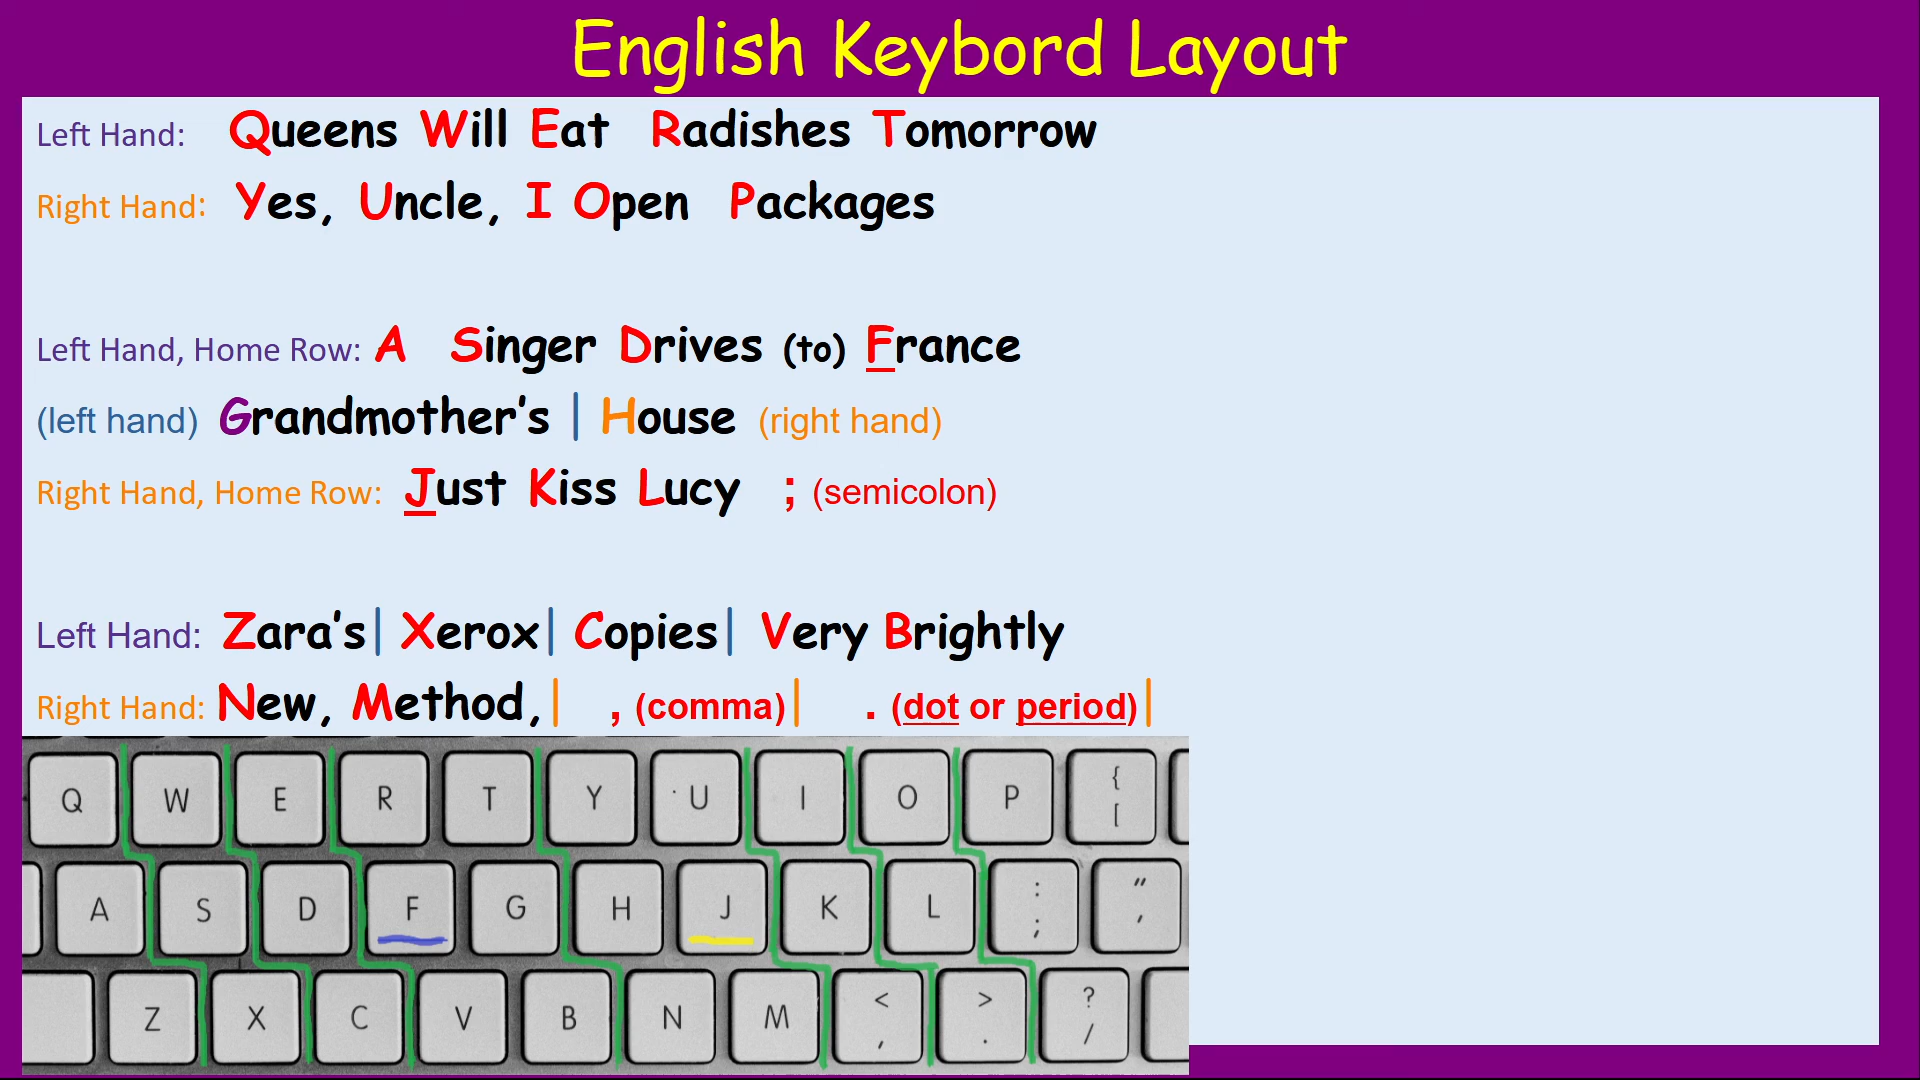 English Keybord Layout
Left Hand: Queens Will Eat Radishes Tomorrow
Right Hand: Yes, Uncle, I Open Packages
Left Hand, Home Row: A Singer Drives (to) France
(left hand) Grandmother's | House (right hand)
Right Hand, Home Row: Just Kiss Lucy ; (semicolon)
Left Hand: Zara's| Xerox| Copies| Very Brightly
Right Hand: New, Method,| , (comma)| . (dot or period)|
Q W E R T Y U I O P { [
A S D F G H J K L : ; " '
Z X C V B N M < , > . ? /